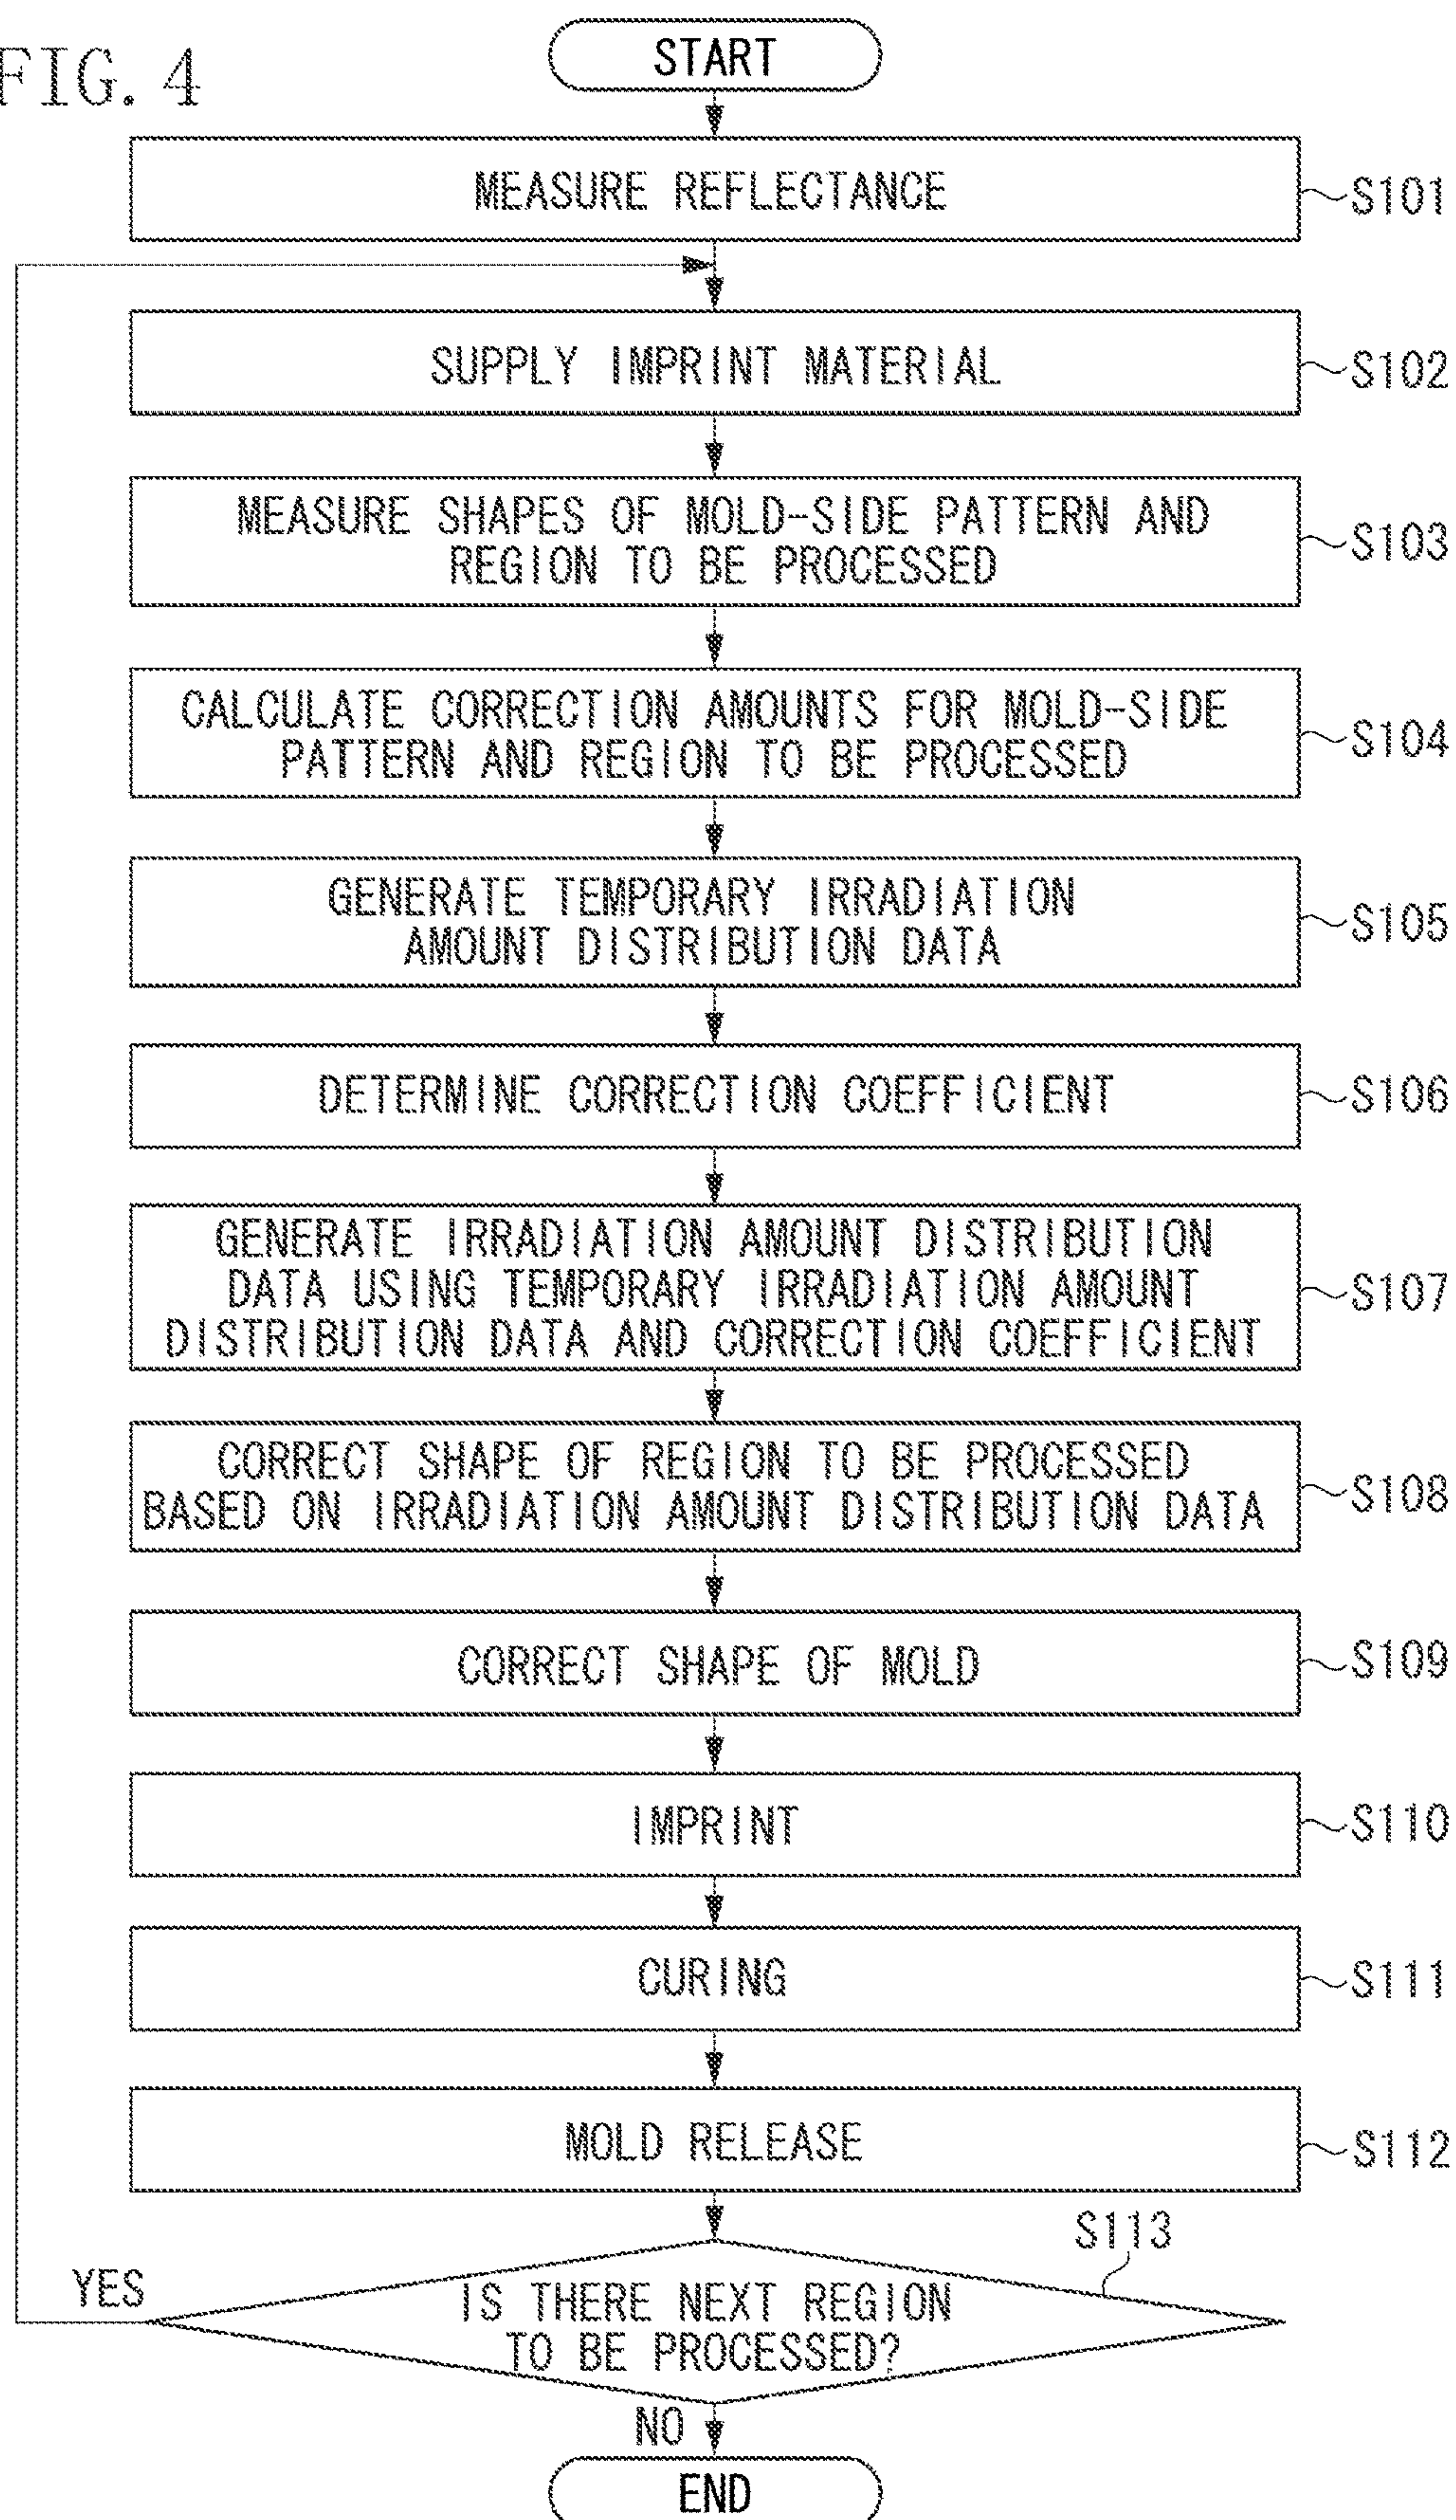 FIG. 4
START
MEASURE REFLECTANCE
S101
SUPPLY IMPRINT MATERIAL
S102
MEASURE SHAPES OF MOLD-SIDE PATTERN AND
REGION TO BE PROCESSED
S103
CALCULATE CORRECTION AMOUNTS FOR MOLD-SIDE
PATTERN AND REGION TO BE PROCESSED
S104
GENERATE TEMPORARY IRRADIATION
AMOUNT DISTRIBUTION DATA
S105
DETERMINE CORRECTION COEFFICIENT
S106
GENERATE IRRADIATION AMOUNT DISTRIBUTION
DATA USING TEMPORARY IRRADIATION AMOUNT
DISTRIBUTION DATA AND CORRECTION COEFFICIENT
S107
CORRECT SHAPE OF REGION TO BE PROCESSED
BASED ON IRRADIATION AMOUNT DISTRIBUTION DATA
S108
CORRECT SHAPE OF MOLD
S109
IMPRINT
S110
CURING
S111
MOLD RELEASE
S112
S113
YES
IS THERE NEXT REGION
TO BE PROCESSED?
NO
END